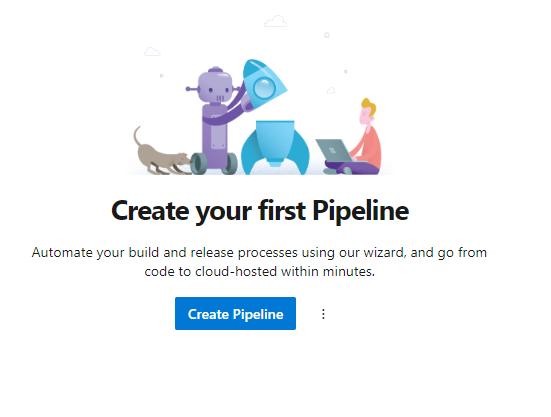 Create your first Pipeline
Automate your build and release processes using our wizard, and go from
code to cloud-hosted within minutes.
Create Pipeline